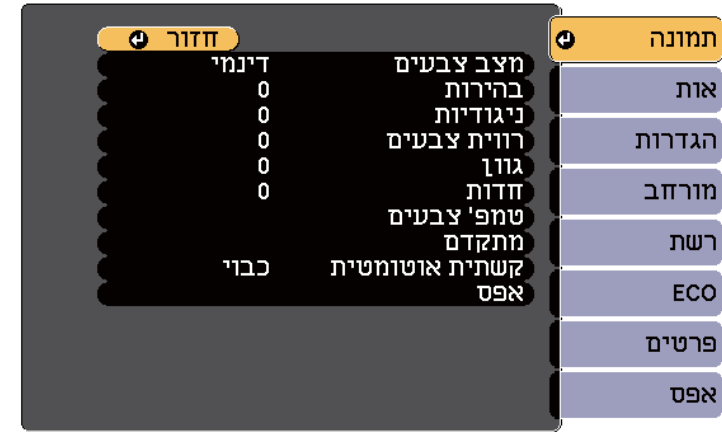 תמונה
אות
הגדרות
מורחב
רשת
ECO
פרטים
אפס
חזור
מצב צבעים דינמי
בהירות 0
ניגודיות 0
רווית צבעים 0
גוון 0
חדות 0
טמפ' צבעים
מתקדם
קשתית אוטומטית כבוי
אפס